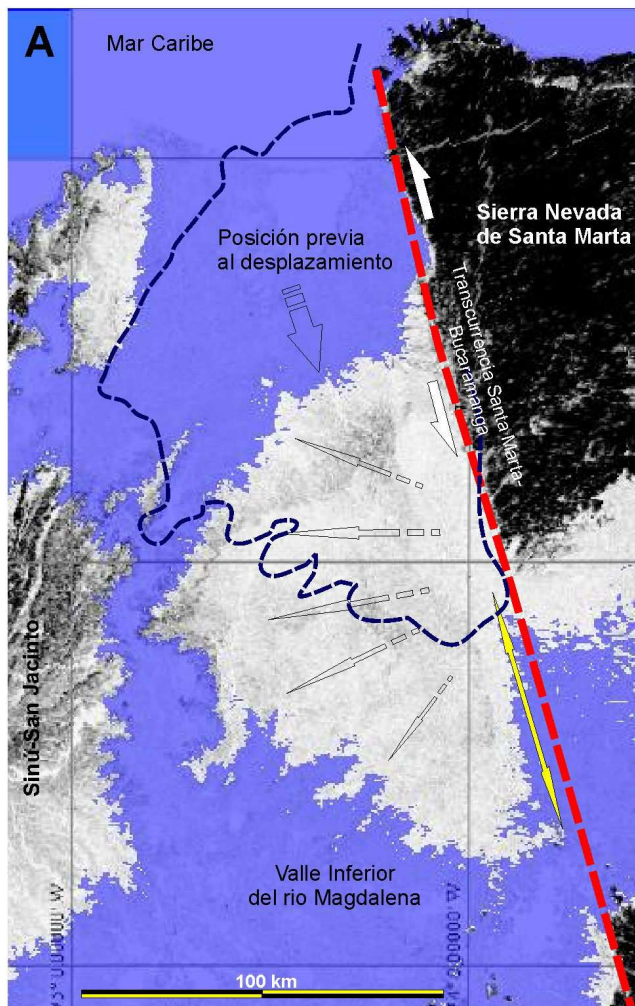 A
Mar Caribe
Sierra Nevada
de Santa Marta
Posición previa
al desplazamiento
Transcurrencia Santa Marta-
Bucaramanga
Sinú-San Jacinto
Valle Inferior
del rio Magdalena
100 km